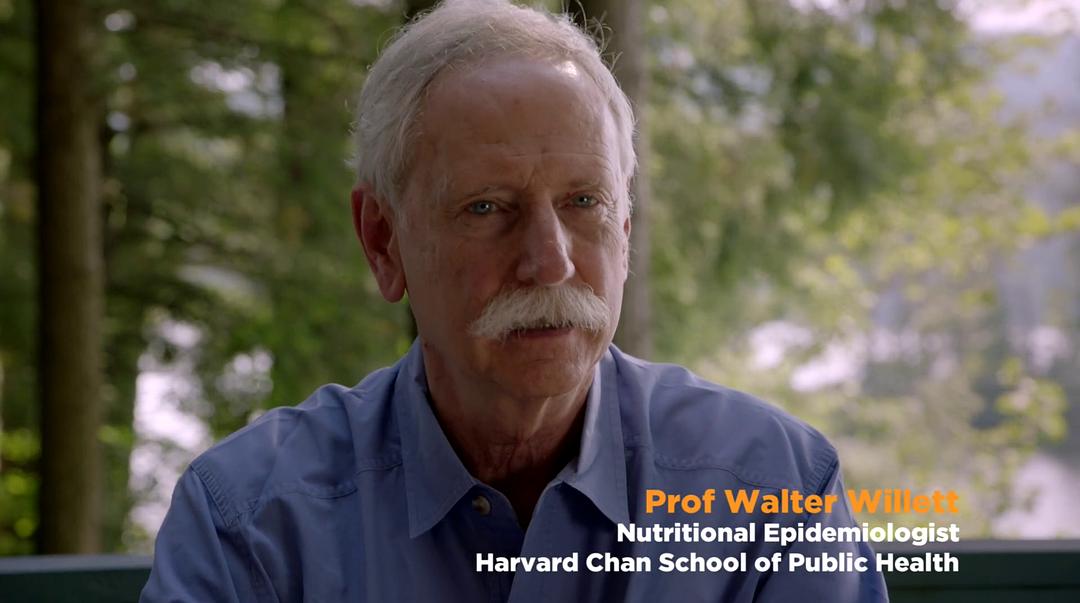 Prof Walter Willett
Nutritional Epidemiologist
Harvard Chan School of Public Health